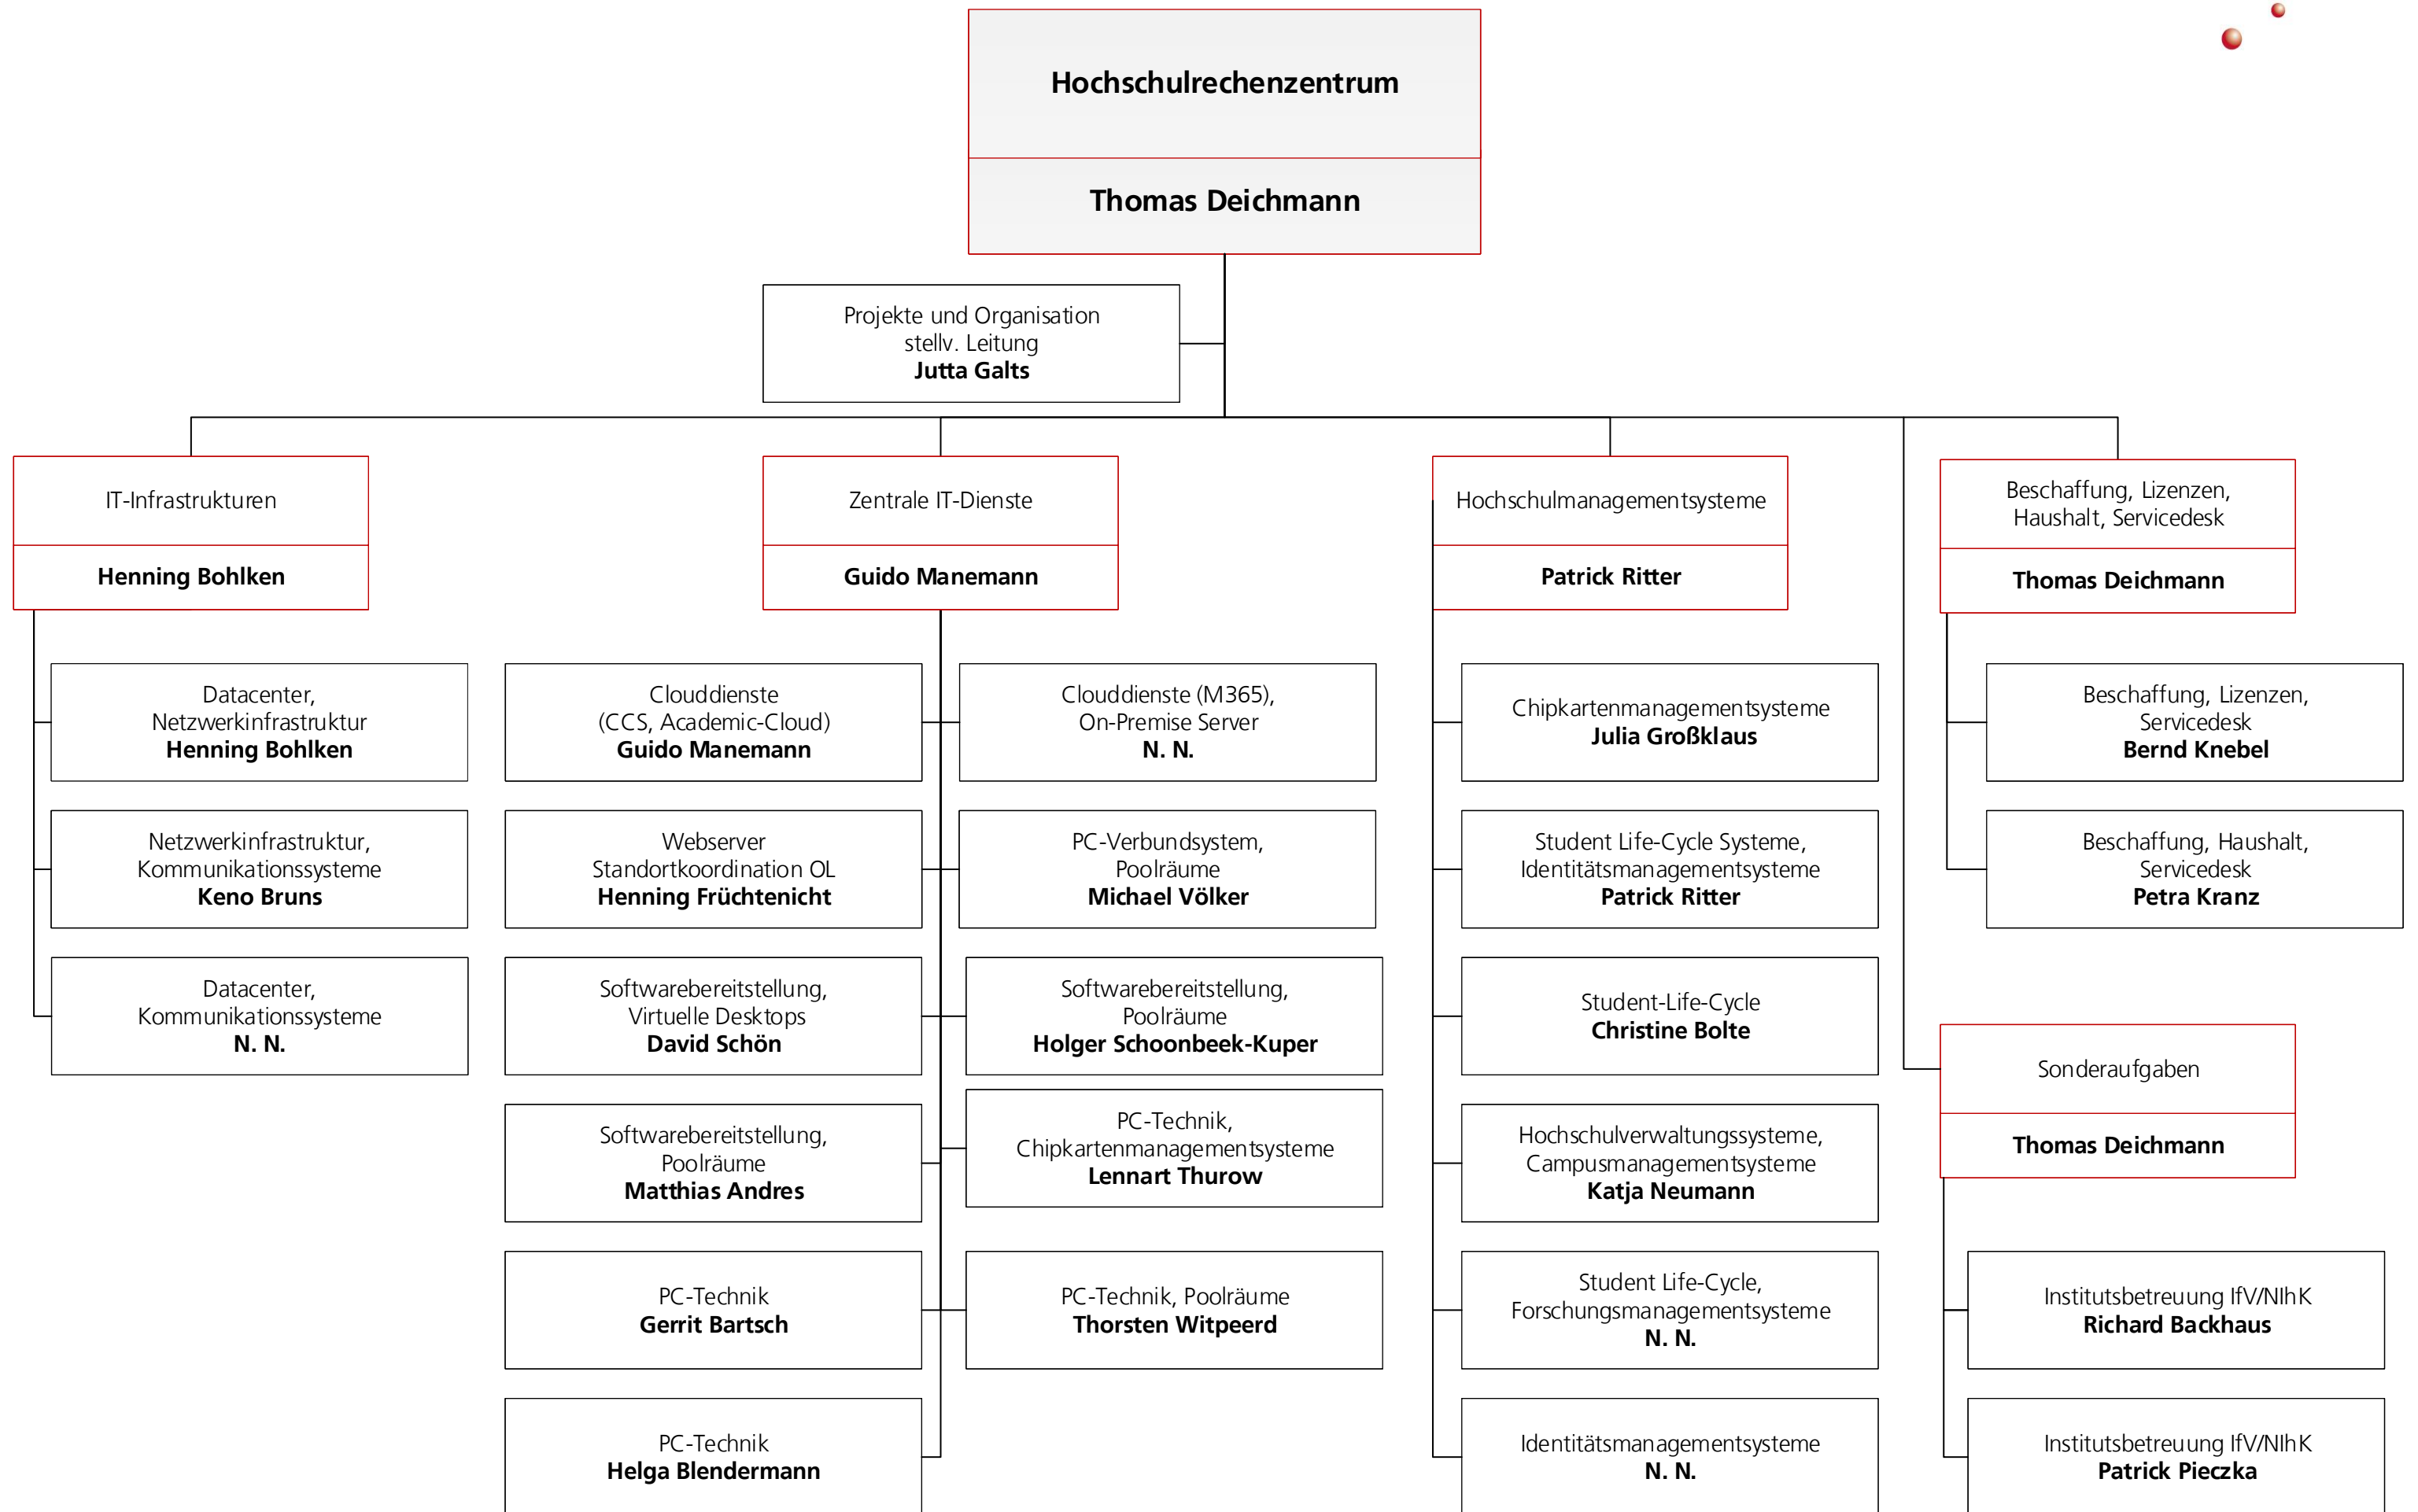 Hochschulrechenzentrum
Thomas Deichmann
Projekte und Organisation
stellv. Leitung
Jutta Galts
IT-Infrastrukturen
Henning Bohlken
Datacenter,
Netzwerkinfrastruktur
Henning Bohlken
Netzwerkinfrastruktur,
Kommunikationssysteme
Keno Bruns
Datacenter,
Kommunikationssysteme
N. N.
Zentrale IT-Dienste
Guido Manemann
Clouddienste
(CCS, Academic-Cloud)
Guido Manemann
Webserver
Standortkoordination OL
Henning Früchtenicht
Softwarebereitstellung,
Virtuelle Desktops
David Schön
Softwarebereitstellung,
Poolräume
Matthias Andres
PC-Technik
Gerrit Bartsch
PC-Technik
Helga Blendermann
Clouddienste (M365),
On-Premise Server
N. N.
PC-Verbundsystem,
Poolräume
Michael Völker
Softwarebereitstellung,
Poolräume
Holger Schoonbeek-Kuper
PC-Technik,
Chipkartenmanagementsysteme
Lennart Thurow
PC-Technik, Poolräume
Thorsten Witpeerd
Hochschulmanagementsysteme
Patrick Ritter
Chipkartenmanagementsysteme
Julia Großklaus
Student Life-Cycle Systeme,
Identitätsmanagementsysteme
Patrick Ritter
Student-Life-Cycle
Christine Bolte
Hochschulverwaltungssysteme,
Campusmanagementsysteme
Katja Neumann
Student Life-Cycle,
Forschungsmanagementsysteme
N. N.
Identitätsmanagementsysteme
N. N.
Beschaffung, Lizenzen,
Haushalt, Servicedesk
Thomas Deichmann
Beschaffung, Lizenzen,
Servicedesk
Bernd Knebel
Beschaffung, Haushalt,
Servicedesk
Petra Kranz
Sonderaufgaben
Thomas Deichmann
Institutsbetreuung IfV/NIhK
Richard Backhaus
Institutsbetreuung IfV/NIhK
Patrick Pieczka